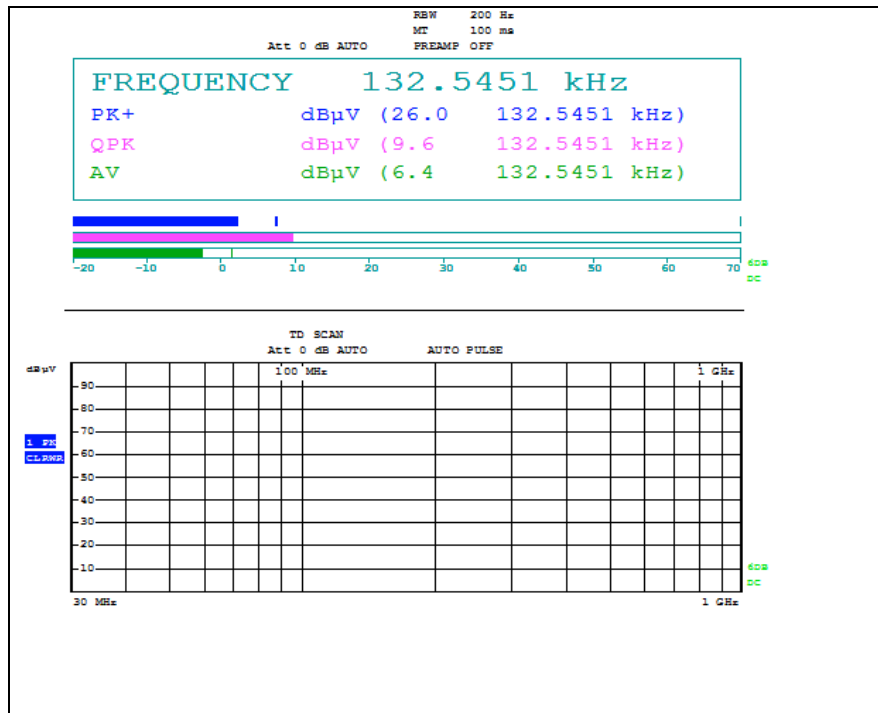 RBW 200 Hz
MT 100 ms
Att 0 dB AUTO PREAMP OFF
FREQUENCY 132.5451 kHz
PK+ dBµV (26.0 132.5451 kHz)
QPK dBµV (9.6 132.5451 kHz)
AV dBµV (6.4 132.5451 kHz)
-20 -10 0 10 20 30 40 50 60 70
6DB
DC
TD SCAN
Att 0 dB AUTO AUTO PULSE
dBµV
100 MHz 1 GHz
90
80
70
1 PK
CLRWR
60
50
40
30
20
10
6DB
DC
30 MHz 1 GHz